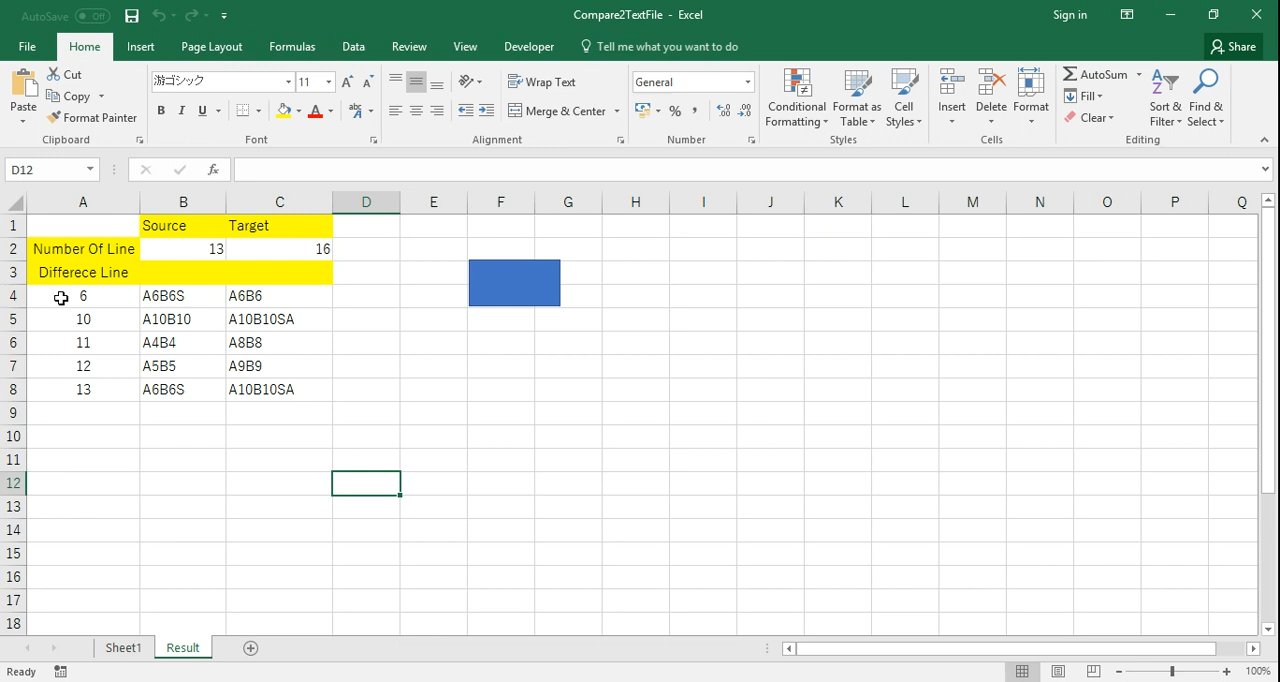 AutoSave Off Compare2TextFile - Excel Sign in
File Home Insert Page Layout Formulas Data Review View Developer Tell me what you want to do Share
Paste Cut Copy Format Painter Clipboard
游ゴシック 11 B I U Font
Wrap Text Merge & Center Alignment
General % , Number
Conditional Formatting Format as Table Cell Styles Styles
Insert Delete Format Cells
AutoSum Fill Clear Sort & Filter Find & Select Editing
D12 fx
A B C D E F G H I J K L M N O P Q
1 Source Target
2 Number Of Line 13 16
3 Differece Line
4 6 A6B6S A6B6
5 10 A10B10 A10B10SA
6 11 A4B4 A8B8
7 12 A5B5 A9B9
8 13 A6B6S A10B10SA
9
10
11
12
13
14
15
16
17
18
Sheet1 Result
Ready 100%